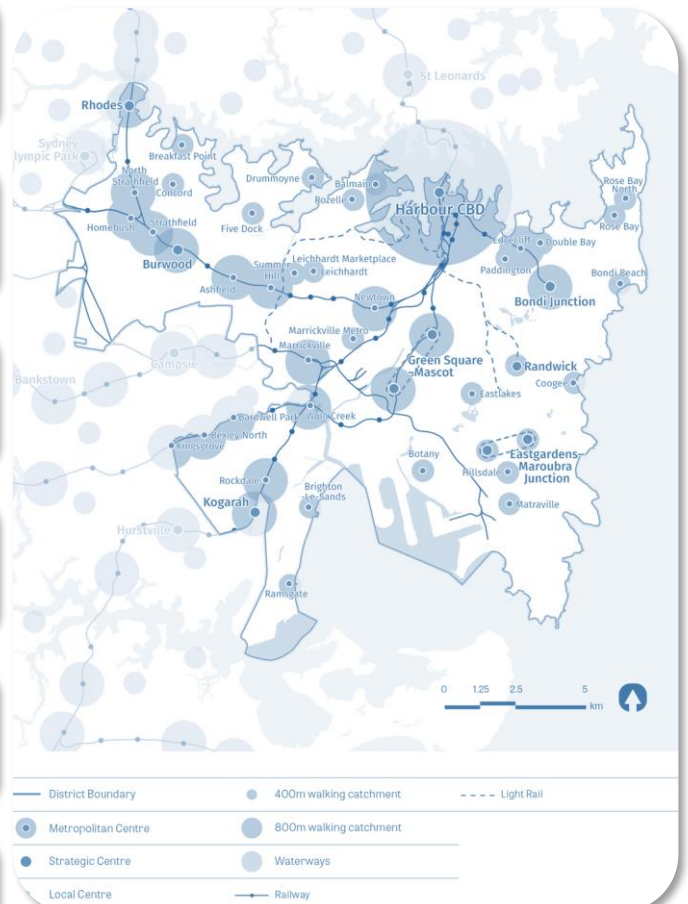 St Leonards
Rhodes
Sydney
lympic Park
Breakfast Point
North
Strathfield
Concord
Drummoyne
Balmain
Rozelle
Harbour CBD
Rose Bay
North
Rose Bay
Homebush
Strathfield
Five Dock
Edgecliff
Double Bay
Burwood
Summer
Hill
Leichhardt Marketplace
Leichhardt
Paddington
Bondi Beach
Ashfield
Bondi Junction
Newtown
Marrickville Metro
Marrickville
Green Square
-Mascot
Campsie
Randwick
Bankstown
Coogee
Eastlakes
Bardwell Park
Wolli Creek
Bexley North
Kingsgrove
Botany
Eastgardens-
Maroubra
Junction
Hillsdale
Rockdale
Brighton
-Le-Sands
Kogarah
Matraville
Hurstville
Ramsgate
0 1.25 2.5 5
km
District Boundary
400m walking catchment
Light Rail
Metropolitan Centre
800m walking catchment
Strategic Centre
Waterways
Local Centre
Railway